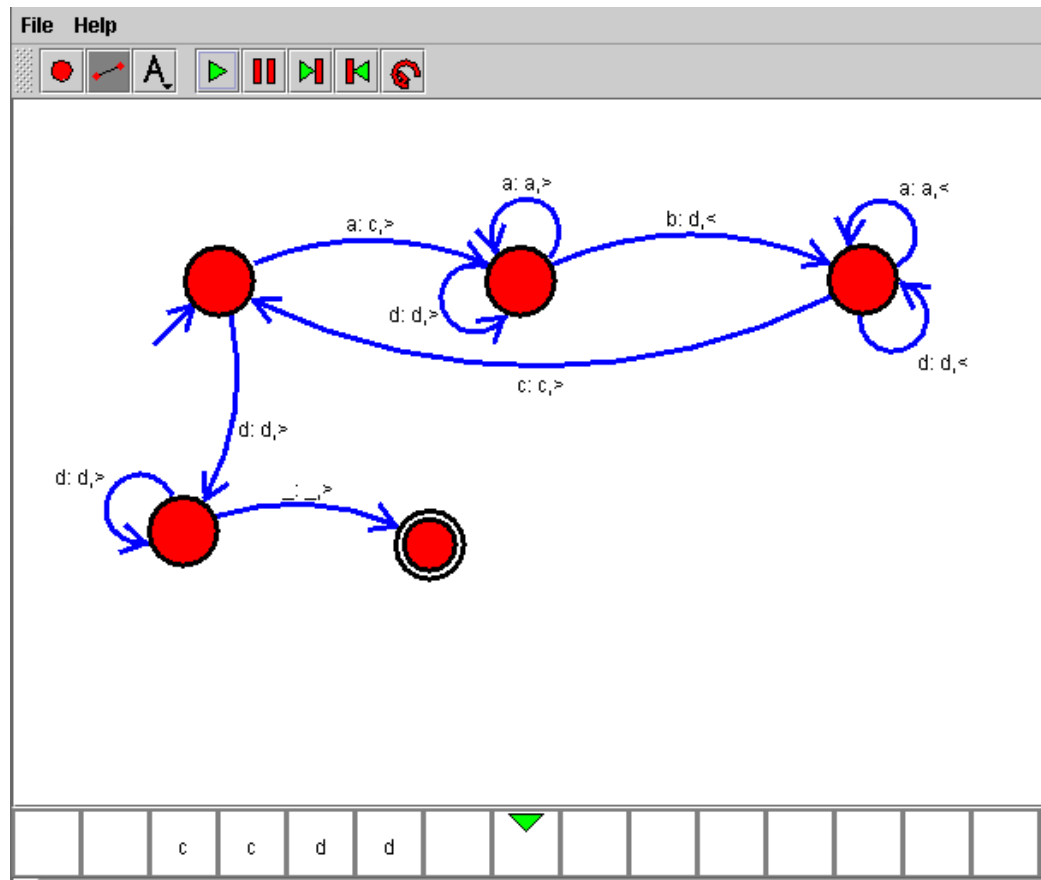 File Help
A
a: a,>
a: a,<
a: c,>
b: d,<
d: d,>
d: d,<
c: c,>
d: d,>
d: d,>
_: _,>
c c d d